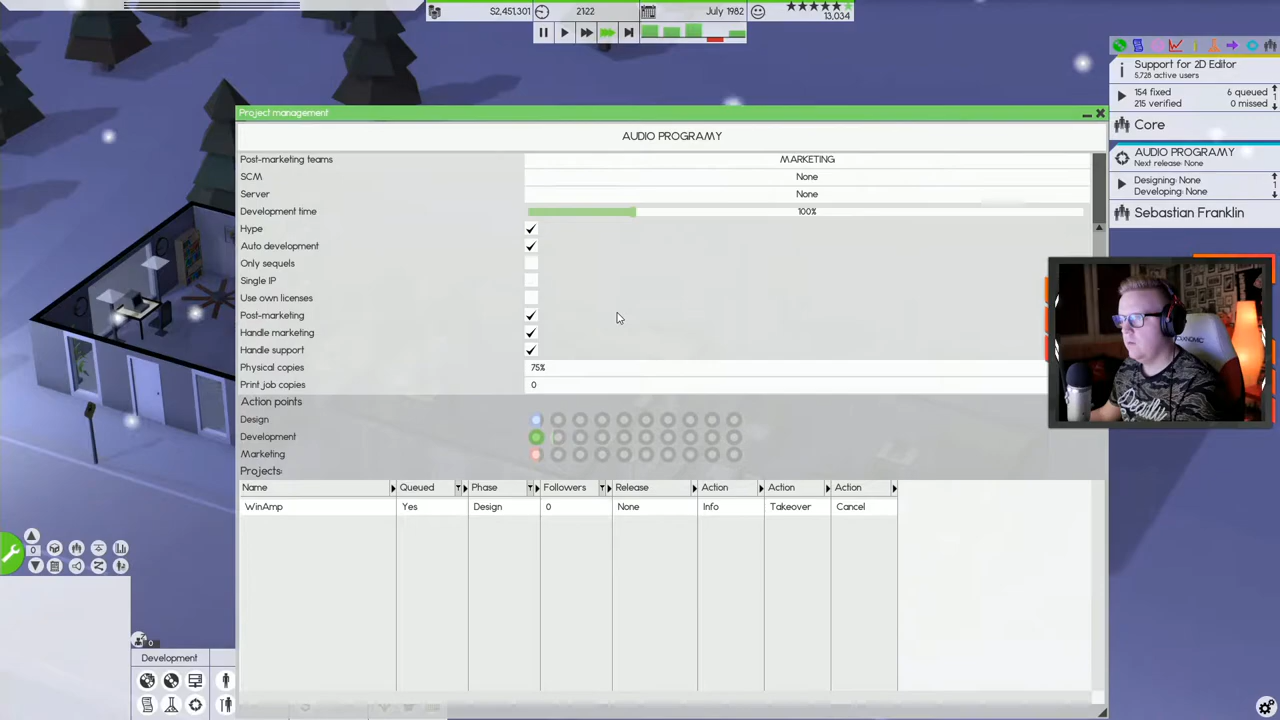 $2,451,301
2122
July 1982
13,034
Support for 2D Editor
5,728 active users
154 fixed 6 queued
215 verified 0 missed
1
Core
AUDIO PROGRAMY
Next release: None
Designing: None
Developing: None
1
Sebastian Franklin
Project management
AUDIO PROGRAMY
Post-marketing teams MARKETING
SCM None
Server None
Development time 100%
Hype
Auto development
Only sequels
Single IP
Use own licenses
Post-marketing
Handle marketing
Handle support
Physical copies 75%
Print job copies 0
Action points
Design
Development
Marketing
Projects:
Name Queued Phase Followers Release Action Action Action
WinAmp Yes Design 0 None Info Takeover Cancel
0
0
Development